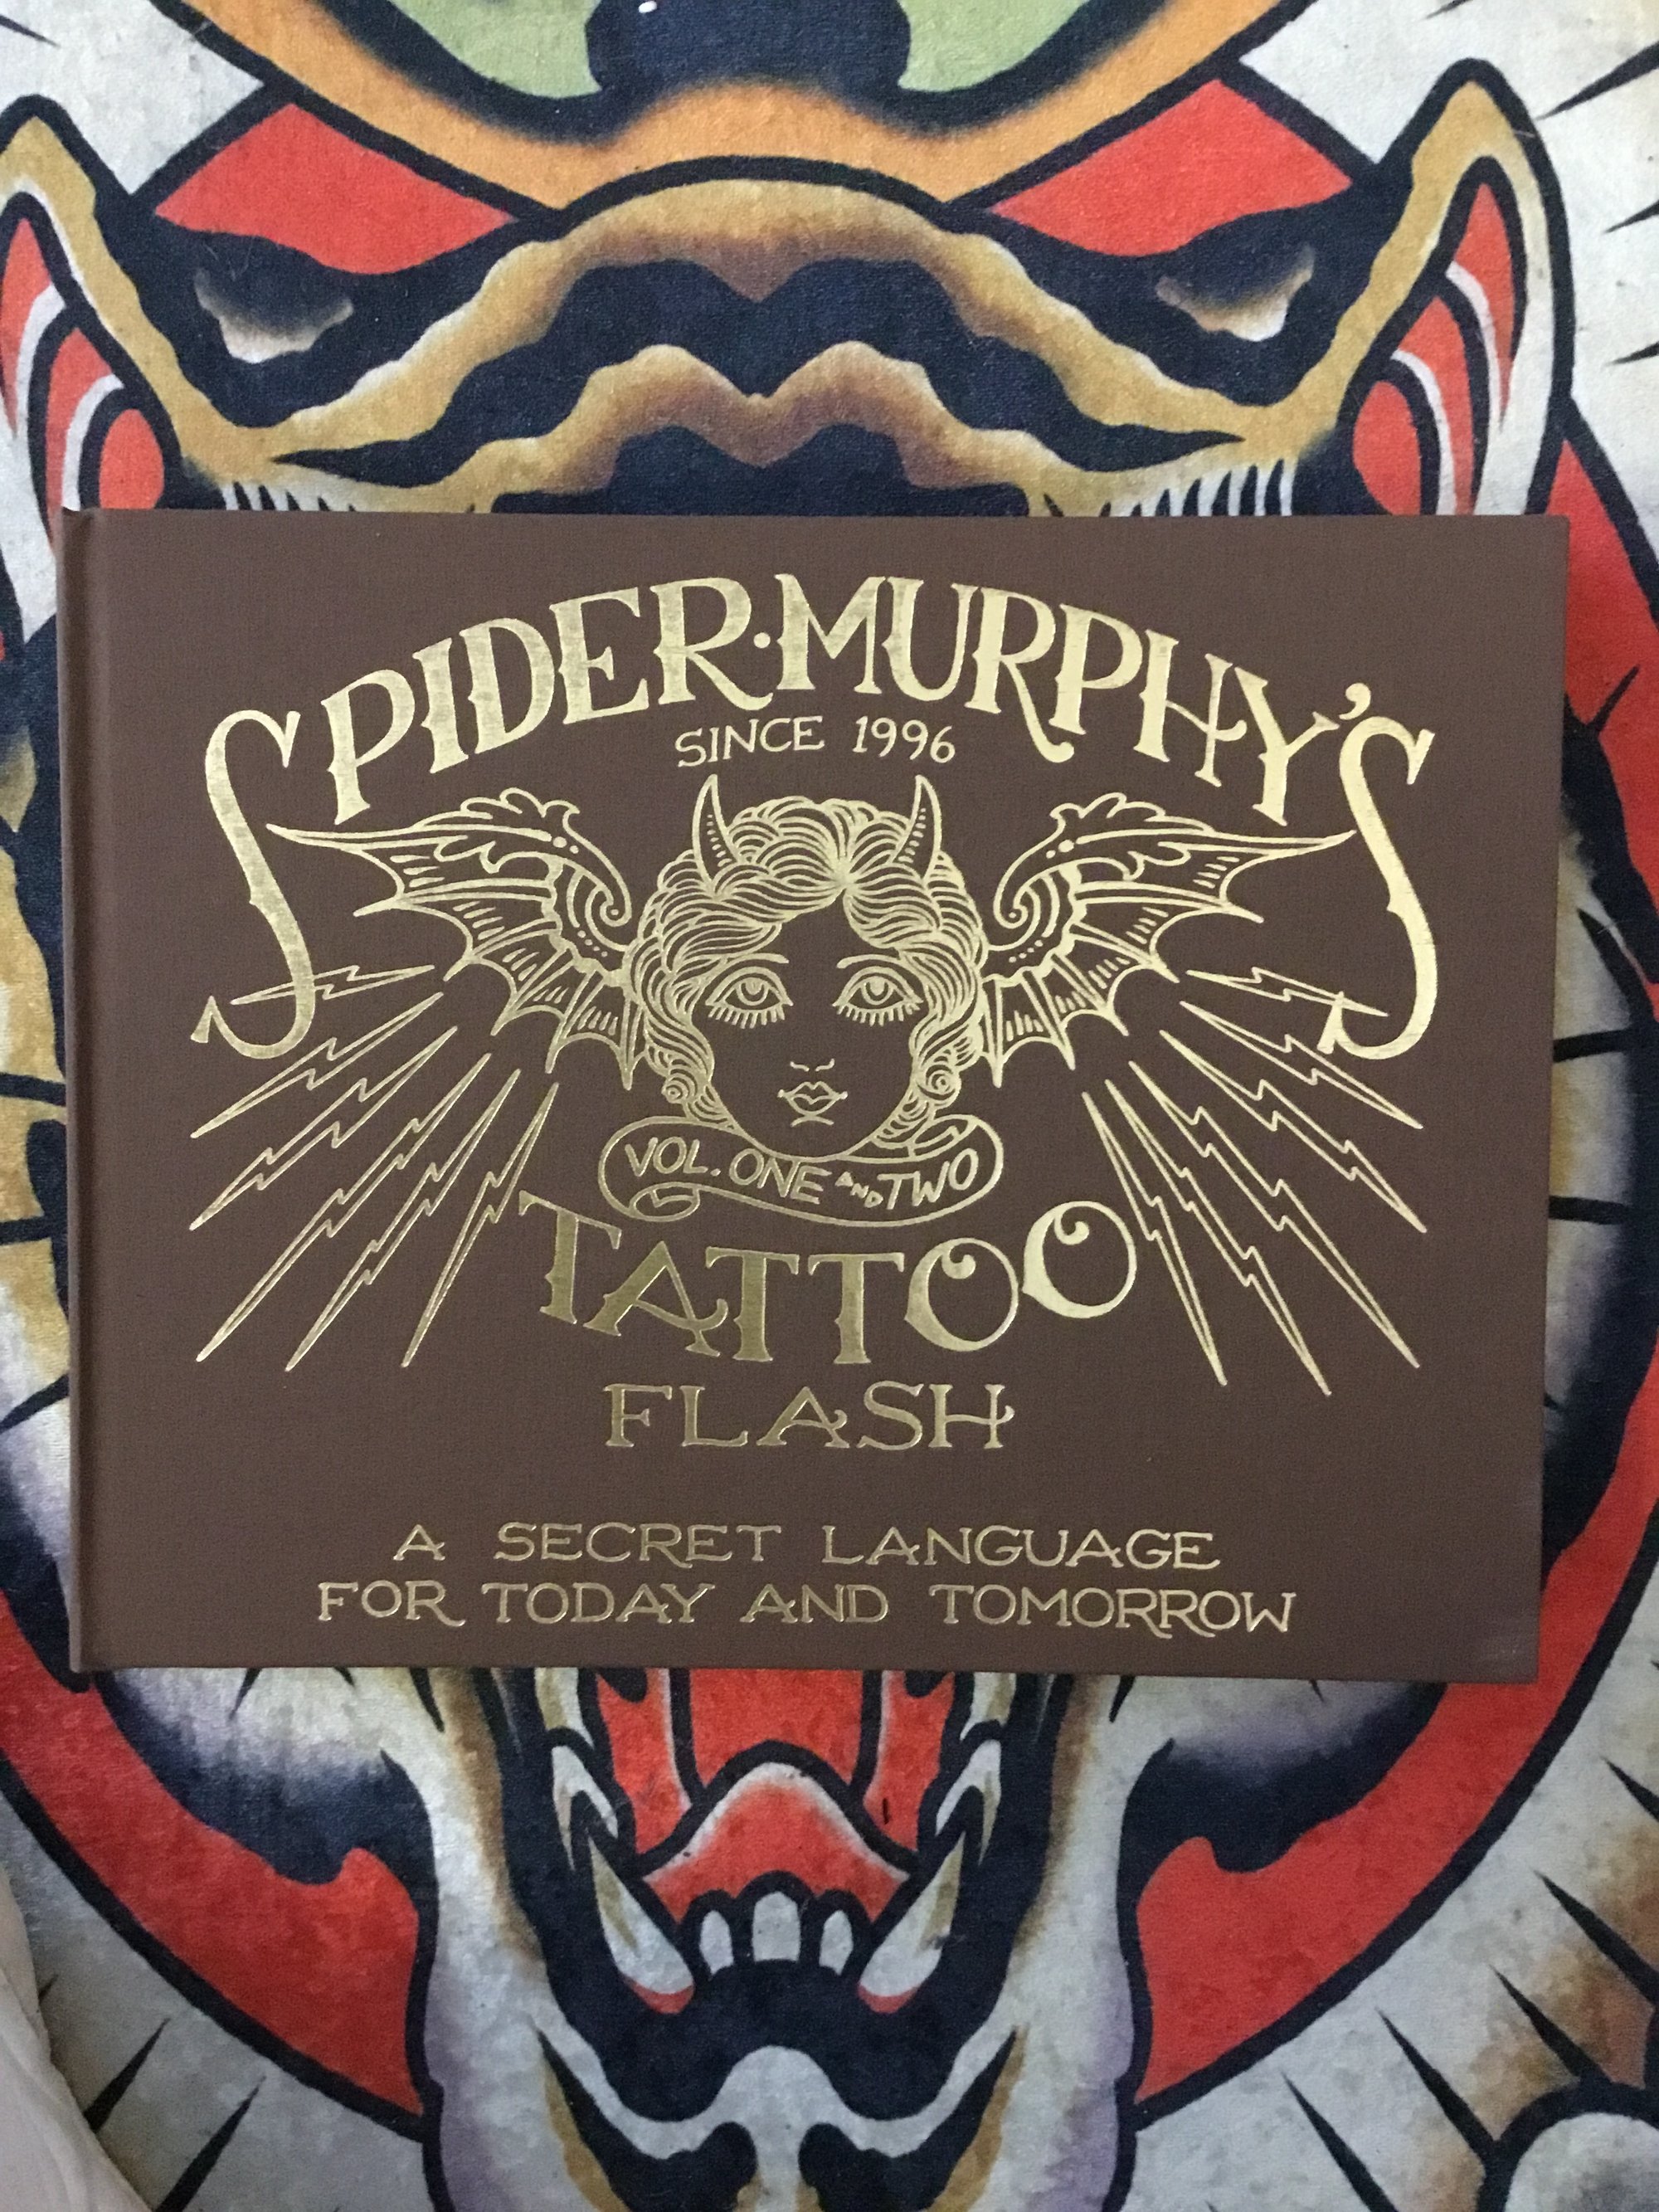 SPIDER·MURPHY'S
SINCE 1996
VOL. ONE AND TWO
TATTOO
FLASH
A SECRET LANGUAGE
FOR TODAY AND TOMORROW